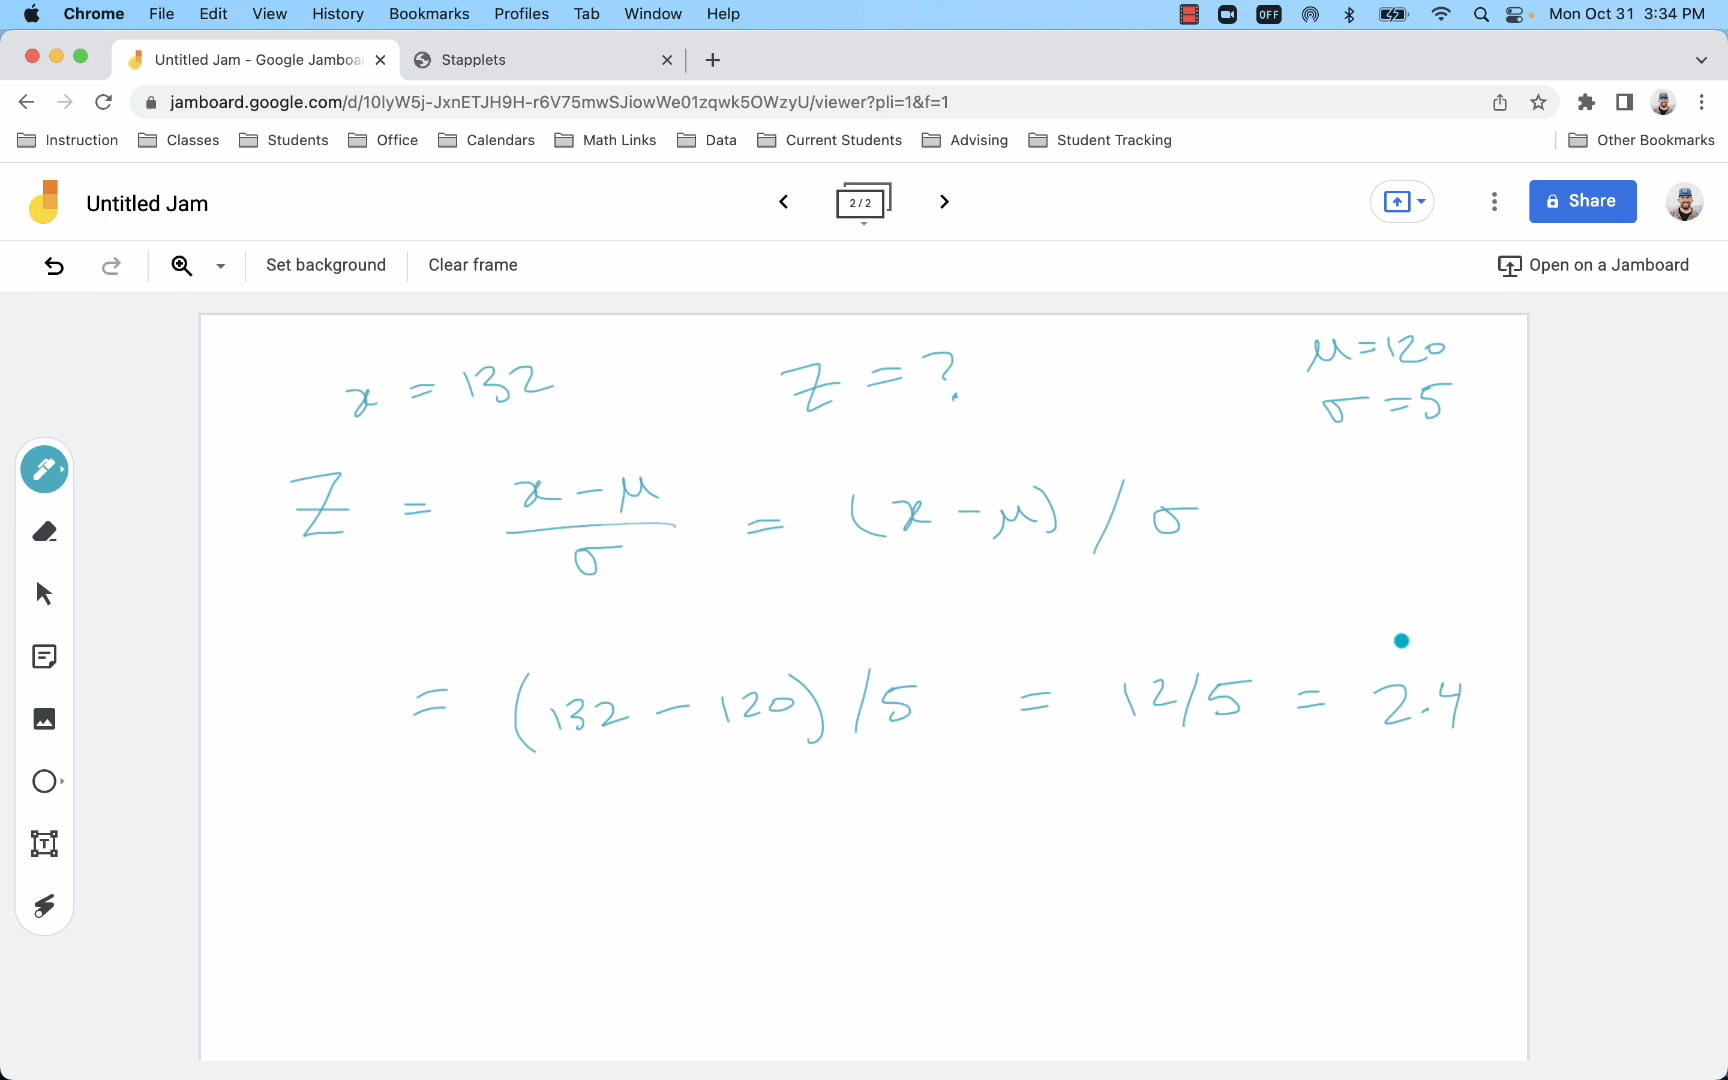 Chrome File Edit View History Bookmarks Profiles Tab Window Help OFF Mon Oct 31 3:34 PM
Untitled Jam - Google Jamboa Stapplets
jamboard.google.com/d/10lyW5j-JxnETJH9H-r6V75mwSJiowWe01zqwk5OWzyU/viewer?pli=1&f=1
Instruction Classes Students Office Calendars Math Links Data Current Students Advising Student Tracking Other Bookmarks
Untitled Jam 2 / 2 Share
Set background Clear frame Open on a Jamboard
x = 132 Z = ? μ = 120
σ = 5
Z = x - μ / σ = (x - μ) / σ
= (132 - 120) / 5 = 12/5 = 2.4